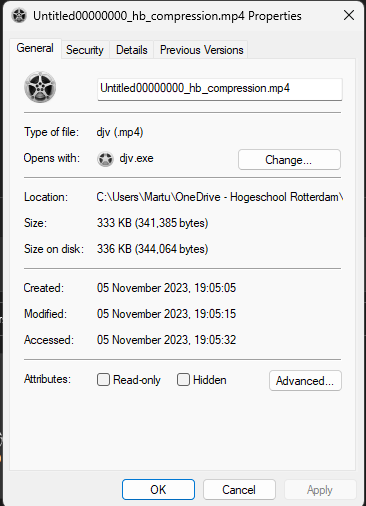 Untitled00000000_hb_compression.mp4 Properties
General Security Details Previous Versions
Untitled00000000_hb_compression.mp4
Type of file: djv (.mp4)
Opens with: djv.exe Change...
Location: C:\Users\Martu\OneDrive - Hogeschool Rotterdam\
Size: 333 KB (341,385 bytes)
Size on disk: 336 KB (344,064 bytes)
Created: 05 November 2023, 19:05:05
Modified: 05 November 2023, 19:05:15
Accessed: 05 November 2023, 19:05:32
Attributes: Read-only Hidden Advanced...
OK Cancel Apply